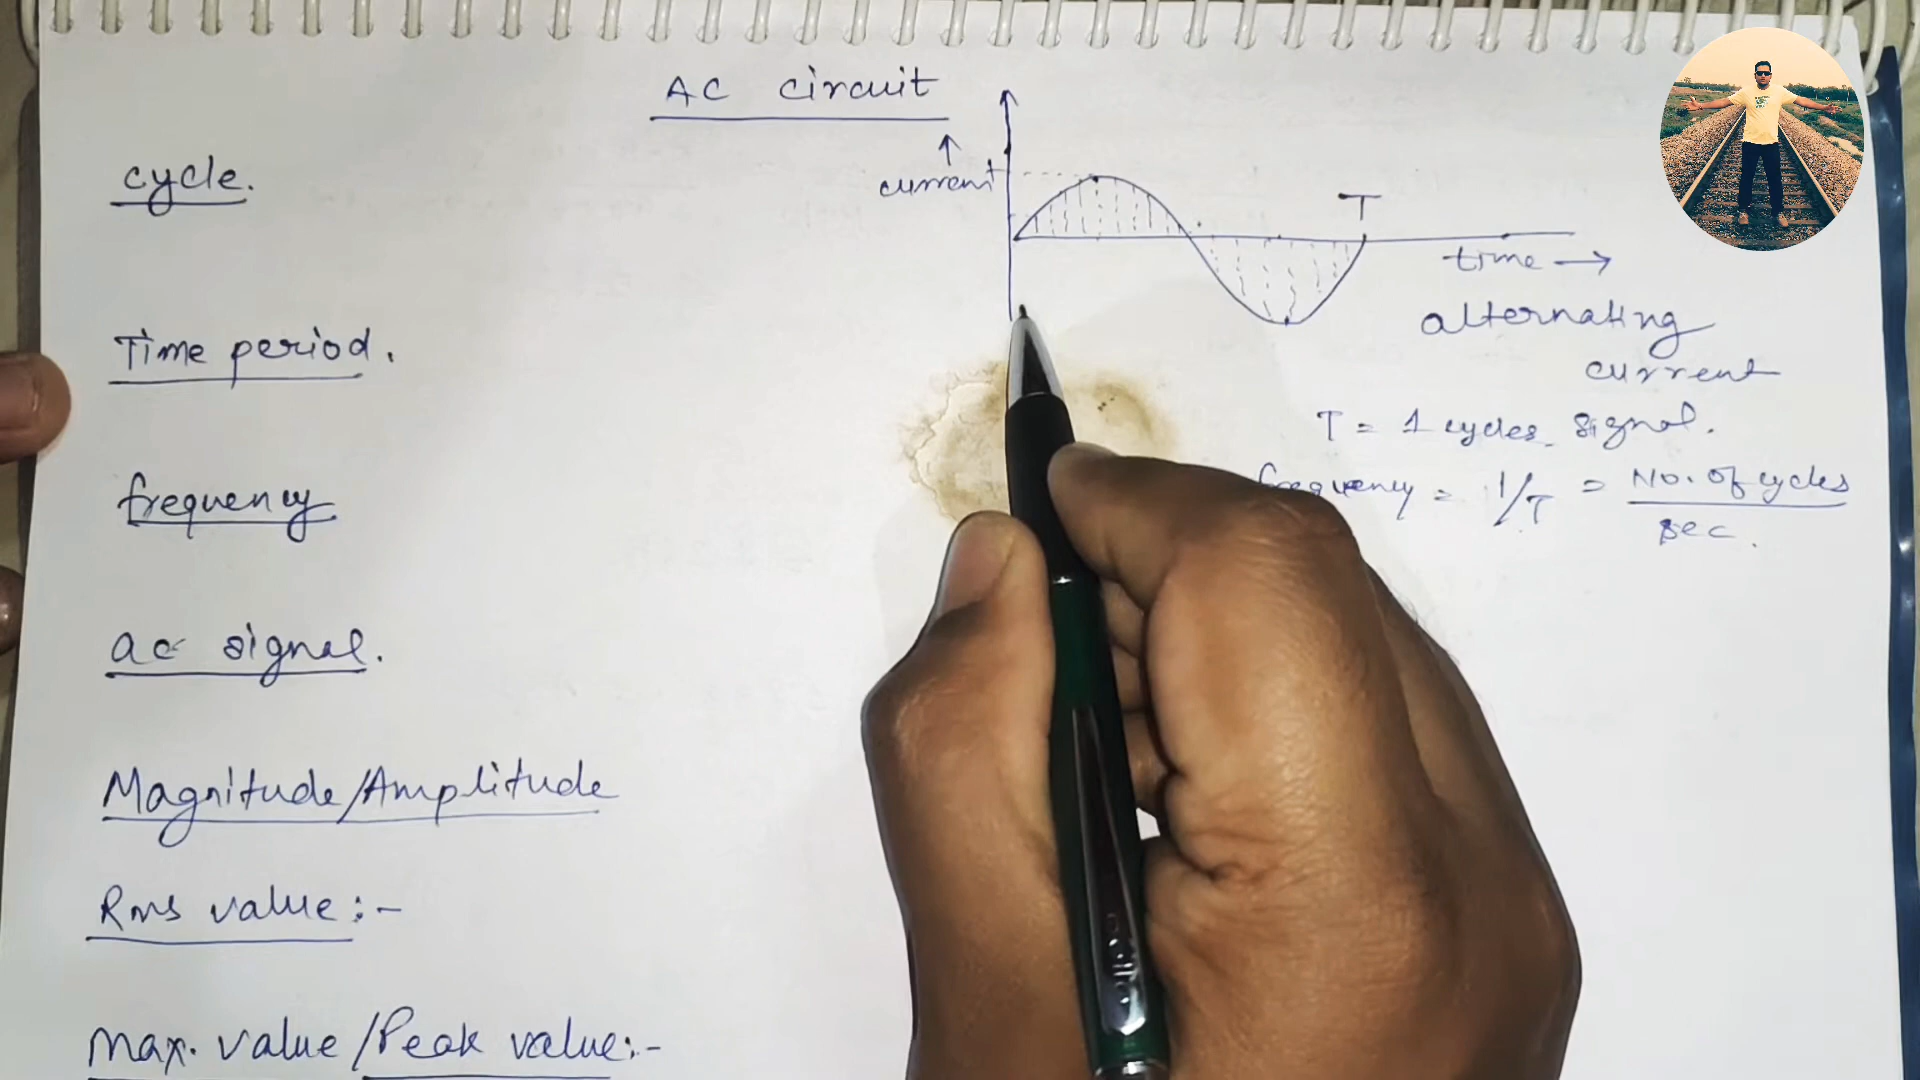 AC circuit
cycle.
↑
current
T
time →
alternating
current
Time period.
T = 1 cycles signal.
frequency = 1/T = No. of cycles
sec.
frequency
ac signal.
Magnitude/Amplitude
Rms value:-
Max. value/Peak value:-